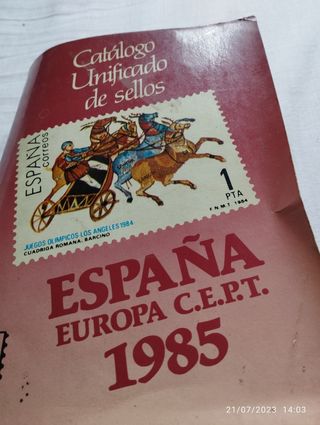 Catálogo
Unificado
de sellos
ESPAÑA
correos
1
PTA
F.N.M.T. 1984
JUEGOS OLIMPICOS-LOS ANGELES 1984
CUADRIGA ROMANA. BARCINO
ESPAÑA
EUROPA C.E.P.T.
1985
21/07/2023 14:03